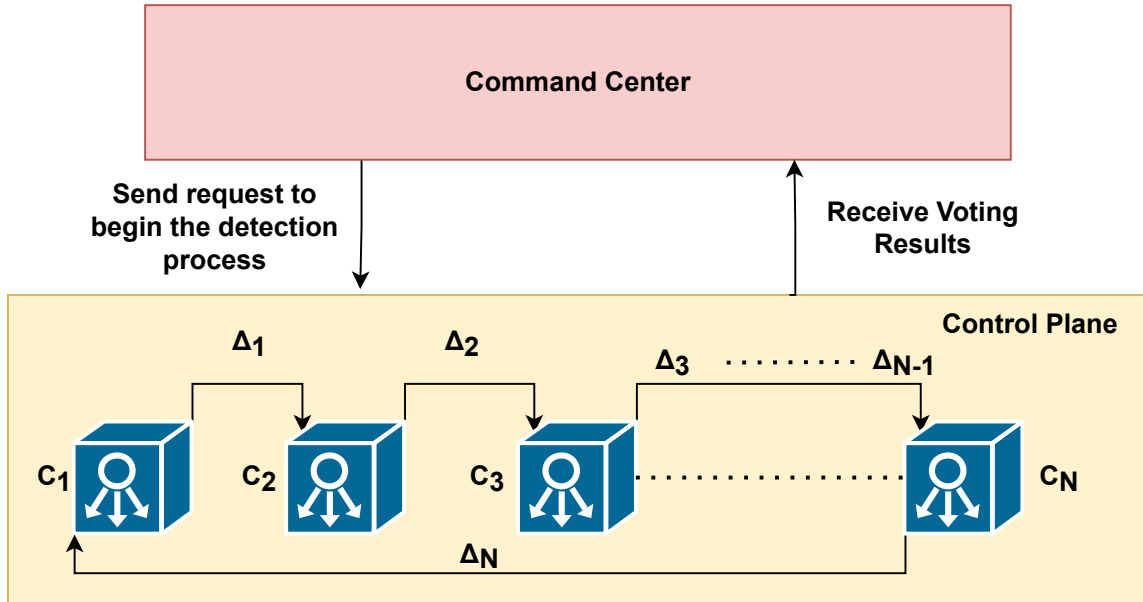 Command Center
Send request to
begin the detection
process
Receive Voting
Results
Control Plane
Δ1
Δ2
Δ3 ........ ΔN-1
C1
C2
C3
CN
ΔN